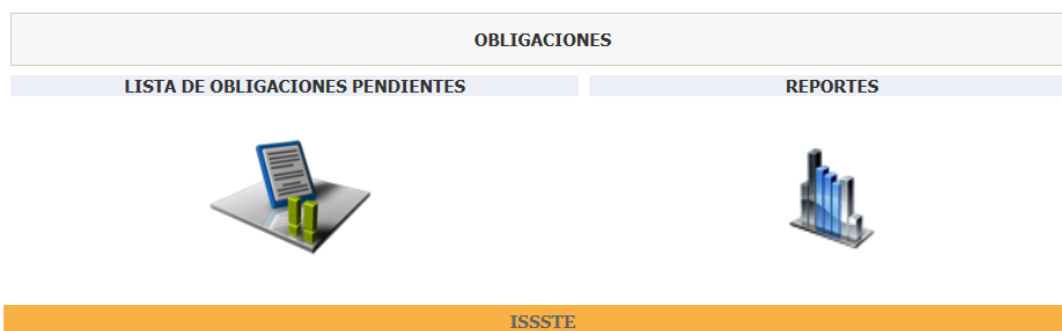 OBLIGACIONES
LISTA DE OBLIGACIONES PENDIENTES
REPORTES
ISSSTE